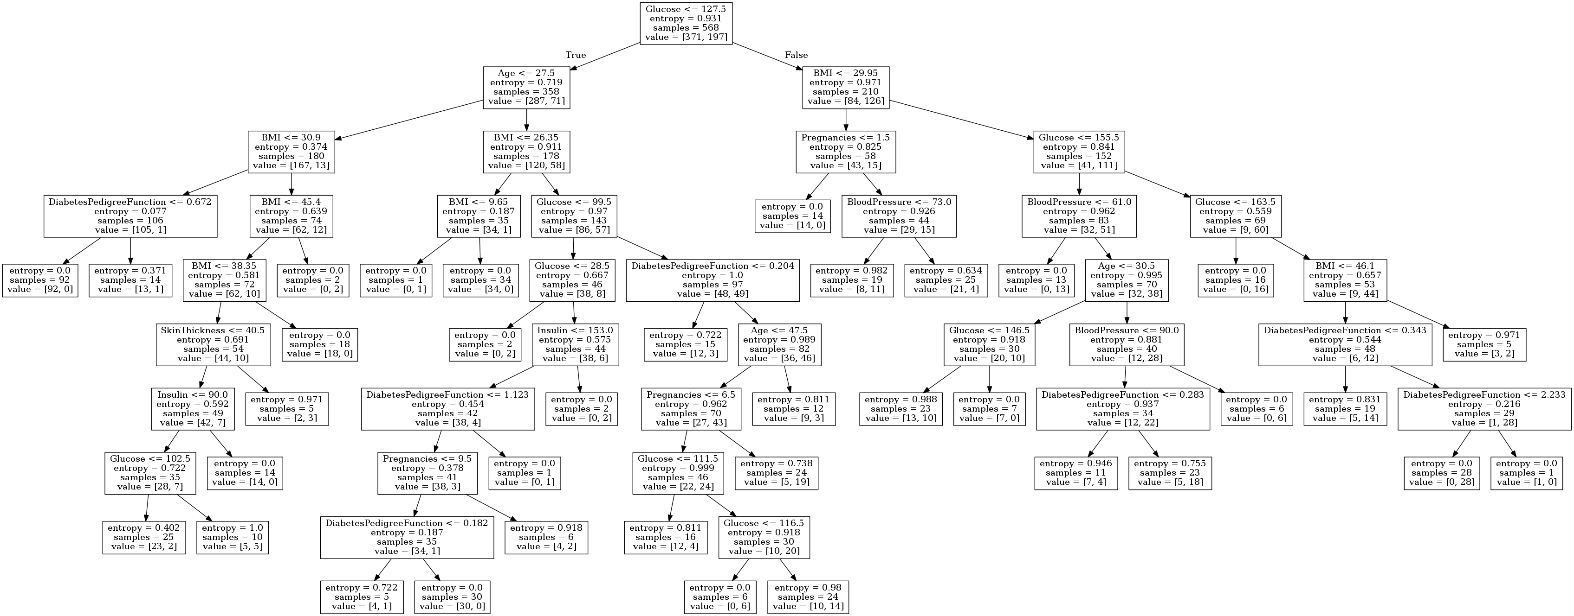 Glucose <= 127.5
entropy = 0.931
samples = 568
value = [371, 197]
True
False
Age <= 27.5
entropy = 0.719
samples = 358
value = [287, 71]
BMI <= 29.95
entropy = 0.971
samples = 210
value = [84, 126]
BMI <= 30.9
entropy = 0.374
samples = 180
value = [167, 13]
BMI <= 26.35
entropy = 0.911
samples = 178
value = [120, 58]
Pregnancies <= 1.5
entropy = 0.825
samples = 58
value = [43, 15]
Glucose <= 155.5
entropy = 0.841
samples = 152
value = [41, 111]
DiabetesPedigreeFunction <= 0.672
entropy = 0.077
samples = 106
value = [105, 1]
BMI <= 45.4
entropy = 0.639
samples = 74
value = [62, 12]
BMI <= 9.65
entropy = 0.187
samples = 35
value = [34, 1]
Glucose <= 99.5
entropy = 0.97
samples = 143
value = [86, 57]
entropy = 0.0
samples = 14
value = [14, 0]
BloodPressure <= 73.0
entropy = 0.926
samples = 44
value = [29, 15]
BloodPressure <= 61.0
entropy = 0.962
samples = 83
value = [32, 51]
Glucose <= 163.5
entropy = 0.559
samples = 69
value = [9, 60]
entropy = 0.0
samples = 92
value = [92, 0]
entropy = 0.371
samples = 14
value = [13, 1]
BMI <= 38.35
entropy = 0.581
samples = 72
value = [62, 10]
entropy = 0.0
samples = 2
value = [0, 2]
entropy = 0.0
samples = 1
value = [0, 1]
entropy = 0.0
samples = 34
value = [34, 0]
Glucose <= 28.5
entropy = 0.667
samples = 46
value = [38, 8]
DiabetesPedigreeFunction <= 0.204
entropy = 1.0
samples = 97
value = [48, 49]
entropy = 0.982
samples = 19
value = [8, 11]
entropy = 0.634
samples = 25
value = [21, 4]
entropy = 0.0
samples = 13
value = [0, 13]
Age <= 30.5
entropy = 0.995
samples = 70
value = [32, 38]
entropy = 0.0
samples = 16
value = [0, 16]
BMI <= 46.1
entropy = 0.657
samples = 53
value = [9, 44]
SkinThickness <= 40.5
entropy = 0.691
samples = 54
value = [44, 10]
entropy = 0.0
samples = 18
value = [18, 0]
entropy = 0.0
samples = 2
value = [0, 2]
Insulin <= 153.0
entropy = 0.575
samples = 44
value = [38, 6]
entropy = 0.722
samples = 15
value = [12, 3]
Age <= 47.5
entropy = 0.989
samples = 82
value = [36, 46]
Glucose <= 146.5
entropy = 0.918
samples = 30
value = [20, 10]
BloodPressure <= 90.0
entropy = 0.881
samples = 40
value = [12, 28]
DiabetesPedigreeFunction <= 0.343
entropy = 0.544
samples = 48
value = [6, 42]
entropy = 0.971
samples = 5
value = [3, 2]
Insulin <= 90.0
entropy = 0.592
samples = 49
value = [42, 7]
entropy = 0.971
samples = 5
value = [2, 3]
DiabetesPedigreeFunction <= 1.123
entropy = 0.454
samples = 42
value = [38, 4]
entropy = 0.0
samples = 2
value = [0, 2]
Pregnancies <= 6.5
entropy = 0.962
samples = 70
value = [27, 43]
entropy = 0.811
samples = 12
value = [9, 3]
entropy = 0.988
samples = 23
value = [13, 10]
entropy = 0.0
samples = 7
value = [7, 0]
DiabetesPedigreeFunction <= 0.283
entropy = 0.937
samples = 34
value = [12, 22]
entropy = 0.0
samples = 6
value = [0, 6]
entropy = 0.831
samples = 19
value = [5, 14]
DiabetesPedigreeFunction <= 2.233
entropy = 0.216
samples = 29
value = [1, 28]
Glucose <= 102.5
entropy = 0.722
samples = 35
value = [28, 7]
entropy = 0.0
samples = 14
value = [14, 0]
Pregnancies <= 9.5
entropy = 0.378
samples = 41
value = [38, 3]
entropy = 0.0
samples = 1
value = [0, 1]
Glucose <= 111.5
entropy = 0.999
samples = 46
value = [22, 24]
entropy = 0.738
samples = 24
value = [5, 19]
entropy = 0.946
samples = 11
value = [7, 4]
entropy = 0.755
samples = 23
value = [5, 18]
entropy = 0.0
samples = 28
value = [0, 28]
entropy = 0.0
samples = 1
value = [1, 0]
entropy = 0.402
samples = 25
value = [23, 2]
entropy = 1.0
samples = 10
value = [5, 5]
DiabetesPedigreeFunction <= 0.182
entropy = 0.187
samples = 35
value = [34, 1]
entropy = 0.918
samples = 6
value = [4, 2]
entropy = 0.811
samples = 16
value = [12, 4]
Glucose <= 116.5
entropy = 0.918
samples = 30
value = [10, 20]
entropy = 0.722
samples = 5
value = [4, 1]
entropy = 0.0
samples = 30
value = [30, 0]
entropy = 0.0
samples = 6
value = [0, 6]
entropy = 0.98
samples = 24
value = [10, 14]